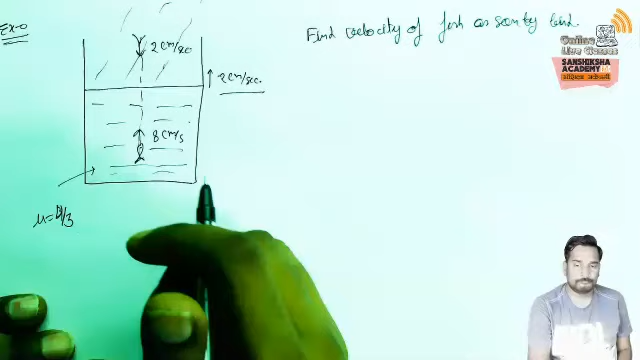 Ex-0
Find velocity of fish as seen by bird.
2 cm/sec
↑ 2 cm/sec.
8 cm/s
μ=4/3
Online
Live Classes
SANSHIKSHA
ACADEMY